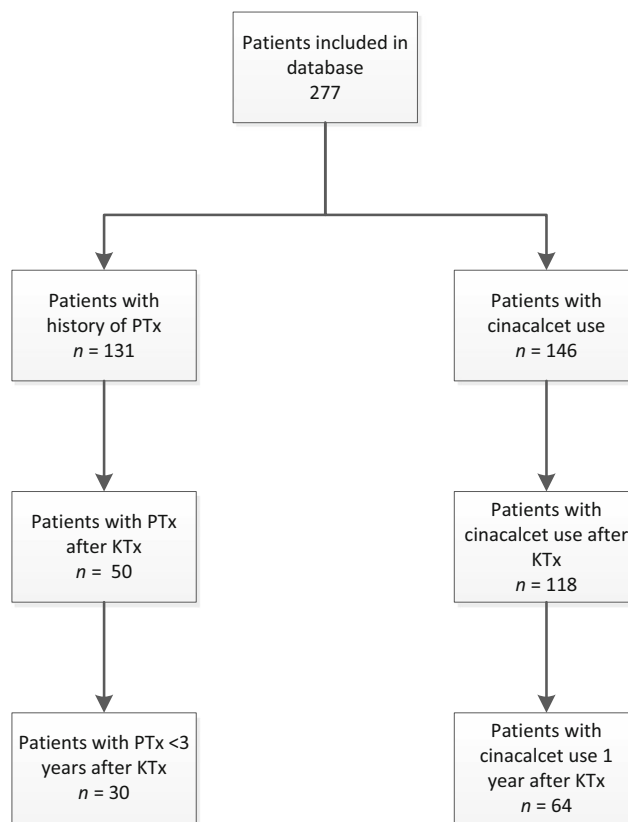 Patients included in
database
277
Patients with
history of PTx
n = 131
Patients with
cinacalcet use
n = 146
Patients with PTx
after KTx
n = 50
Patients with
cinacalcet use after
KTx
n = 118
Patients with PTx <3
years after KTx
n = 30
Patients with
cinacalcet use 1
year after KTx
n = 64